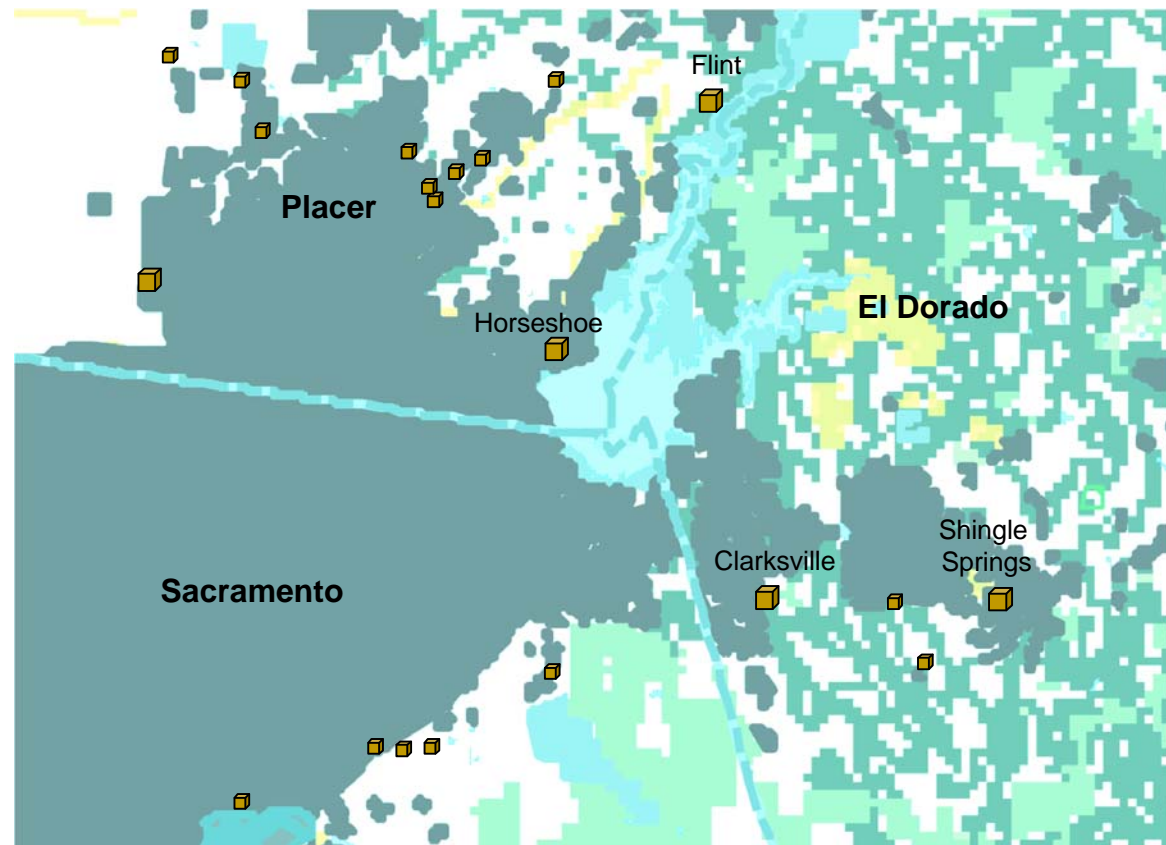 Flint
Placer
El Dorado
Horseshoe
Shingle
Springs
Clarksville
Sacramento